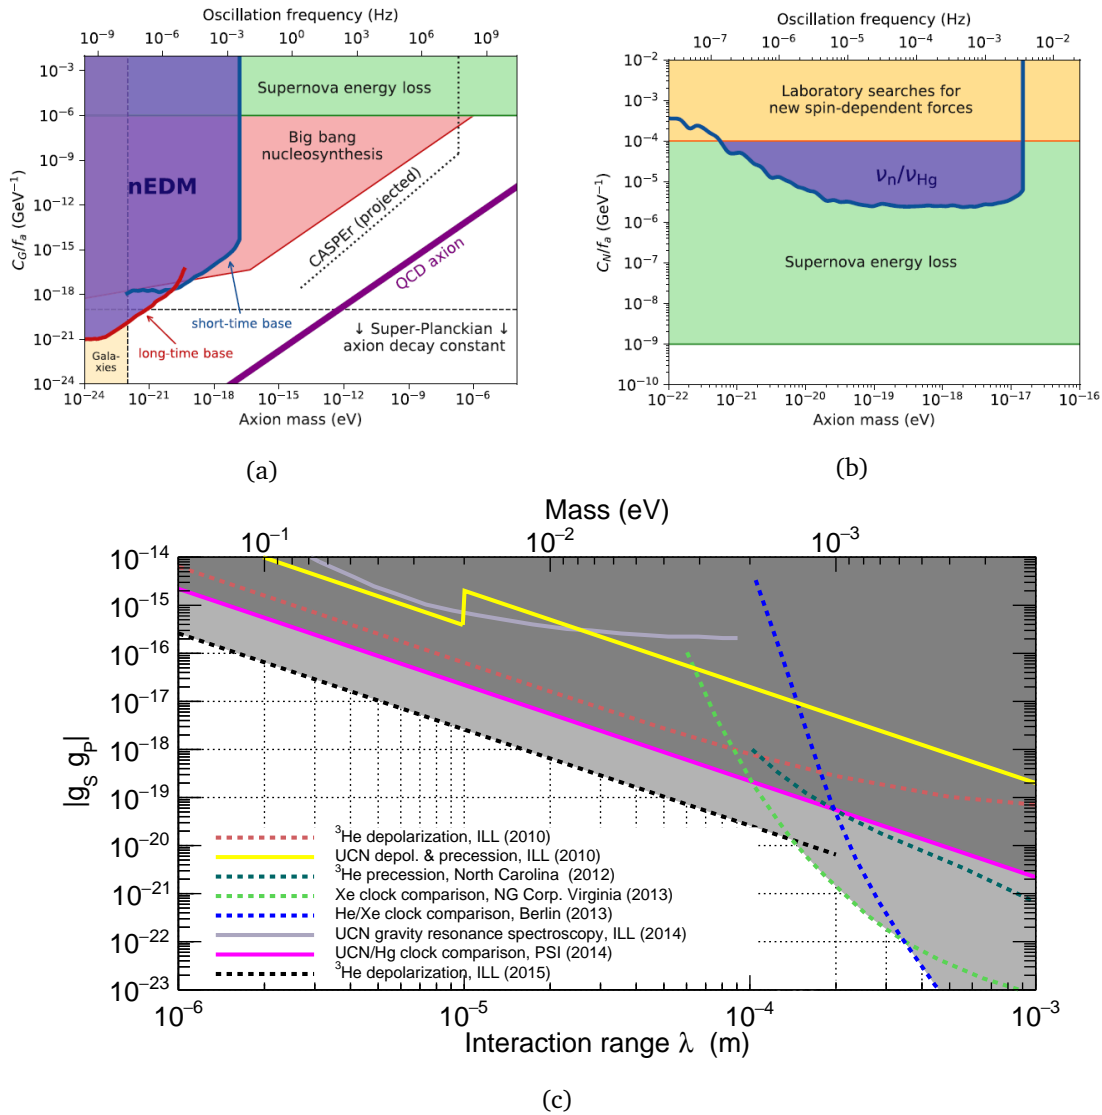 Oscillation frequency (Hz)
10⁻⁹ 10⁻⁶ 10⁻³ 10⁰ 10³ 10⁶ 10⁹
10⁻³
10⁻⁶
10⁻⁹
10⁻¹²
10⁻¹⁵
10⁻¹⁸
10⁻²¹
10⁻²⁴
C_G/f_a (GeV⁻¹)
Supernova energy loss
Big bang
nucleosynthesis
nEDM
CASPEr (projected)
QCD axion
short-time base
long-time base
↓ Super-Planckian ↓
axion decay constant
Gala-
xies
10⁻²⁴ 10⁻²¹ 10⁻¹⁸ 10⁻¹⁵ 10⁻¹² 10⁻⁹ 10⁻⁶
Axion mass (eV)
(a)
Oscillation frequency (Hz)
10⁻⁷ 10⁻⁶ 10⁻⁵ 10⁻⁴ 10⁻³ 10⁻²
10⁻²
10⁻³
10⁻⁴
10⁻⁵
10⁻⁶
10⁻⁷
10⁻⁸
10⁻⁹
10⁻¹⁰
C_N/f_a (GeV⁻¹)
Laboratory searches for
new spin-dependent forces
ν_n/ν_Hg
Supernova energy loss
10⁻²² 10⁻²¹ 10⁻²⁰ 10⁻¹⁹ 10⁻¹⁸ 10⁻¹⁷ 10⁻¹⁶
Axion mass (eV)
(b)
Mass (eV)
10⁻¹ 10⁻² 10⁻³
10⁻¹⁴
10⁻¹⁵
10⁻¹⁶
10⁻¹⁷
10⁻¹⁸
10⁻¹⁹
10⁻²⁰
10⁻²¹
10⁻²²
10⁻²³
|g_S g_P|
³He depolarization, ILL (2010)
UCN depol. & precession, ILL (2010)
³He precession, North Carolina (2012)
Xe clock comparison, NG Corp. Virginia (2013)
He/Xe clock comparison, Berlin (2013)
UCN gravity resonance spectroscopy, ILL (2014)
UCN/Hg clock comparison, PSI (2014)
³He depolarization, ILL (2015)
10⁻⁶ 10⁻⁵ 10⁻⁴ 10⁻³
Interaction range λ (m)
(c)